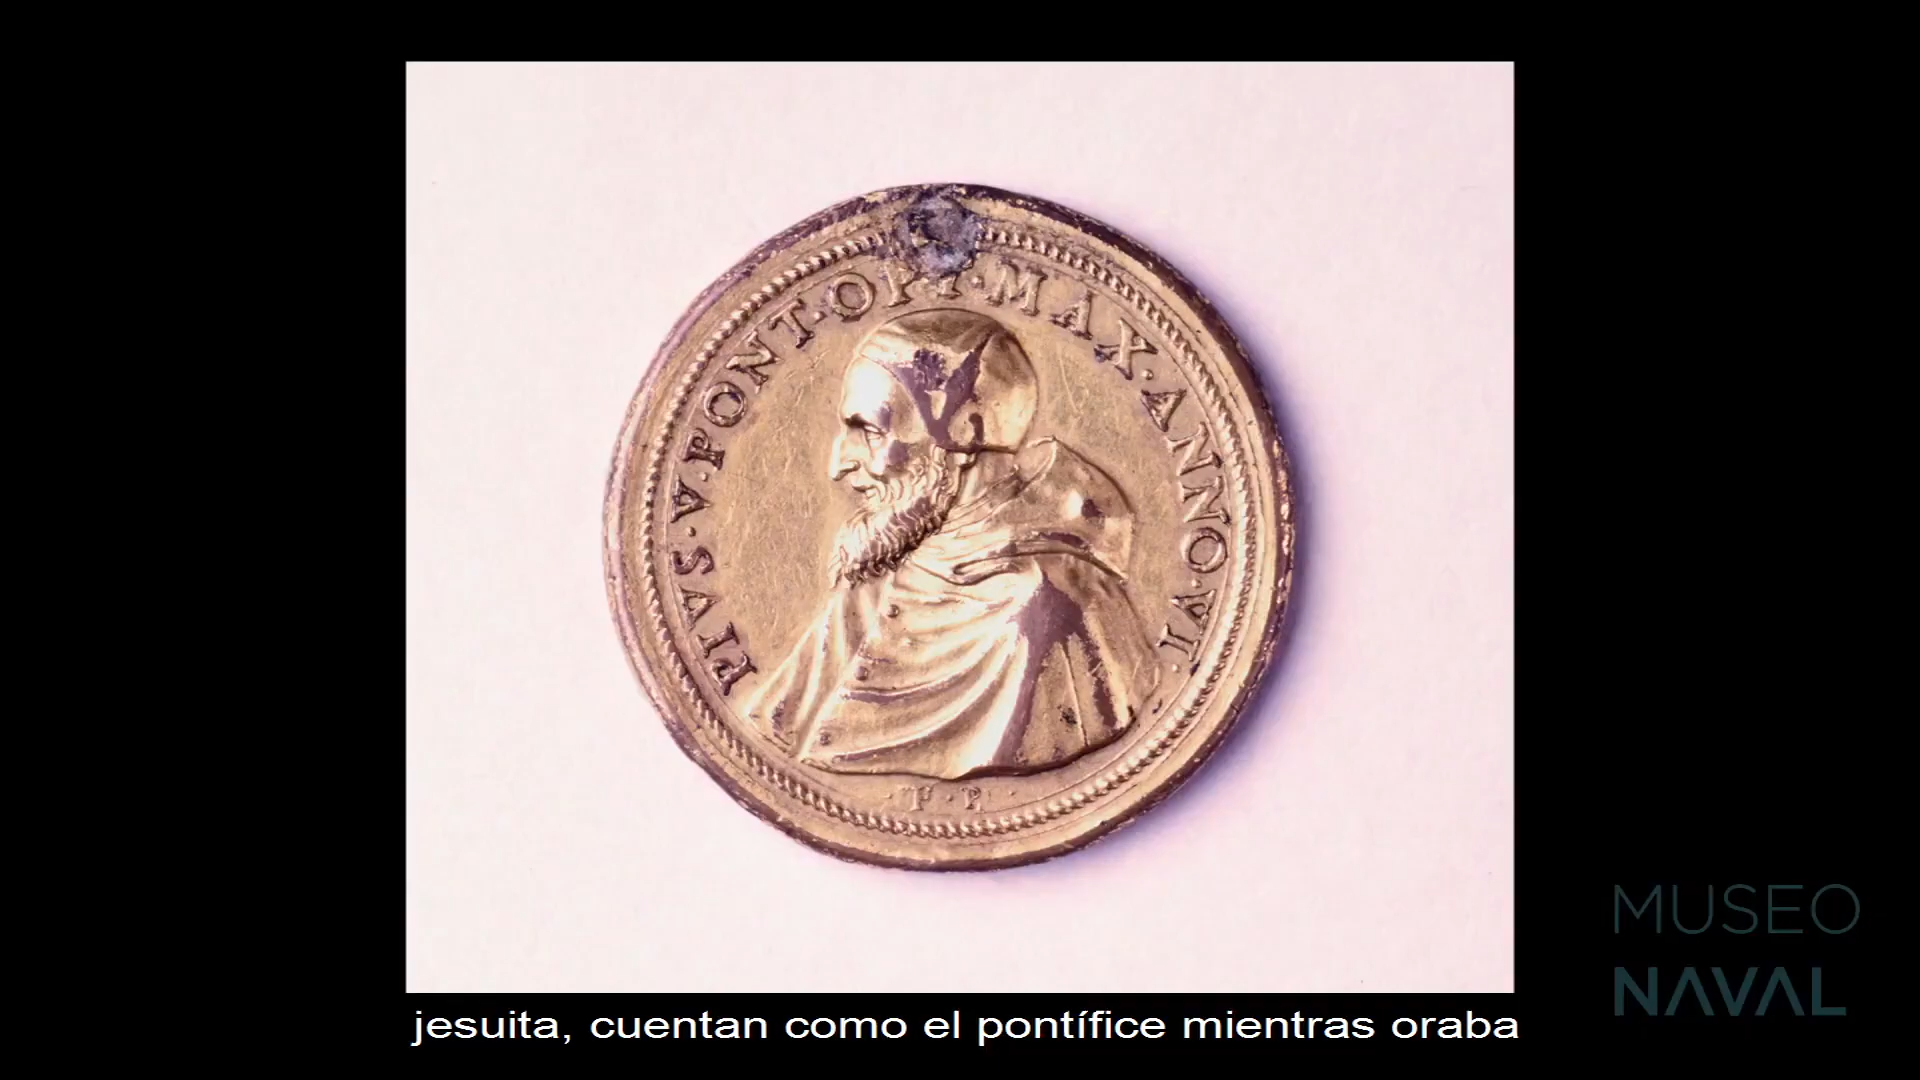 PIVS·V·PONT·OPT·MAX·ANNO·VI·
·F·P·
MUSEO
NAVAL
jesuita, cuentan como el pontífice mientras oraba